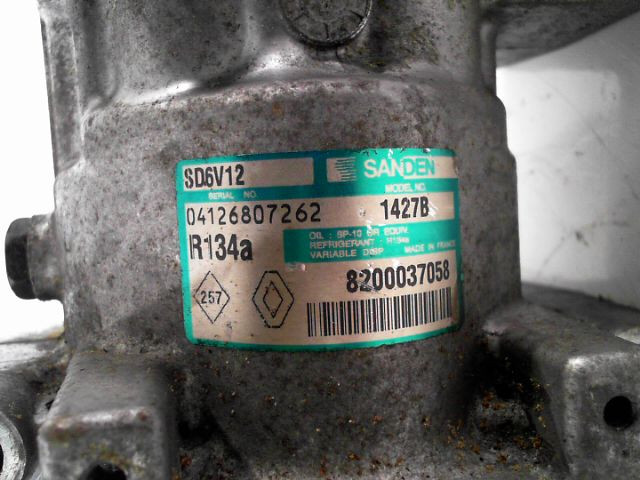 SD6V12 SANDEN
SERIAL NO. MODEL NO.
04126807262 1427B
R134a
OIL : SP-10 OR EQUIV.
REFRIGERANT : R134a
VARIABLE DISP MADE IN FRANCE
8200037058
257